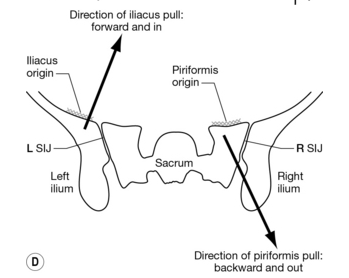 Direction of iliacus pull:
forward and in
Iliacus
origin
Piriformis
origin
L SIJ
R SIJ
Sacrum
Left
ilium
Right
ilium
Direction of piriformis pull:
backward and out
D